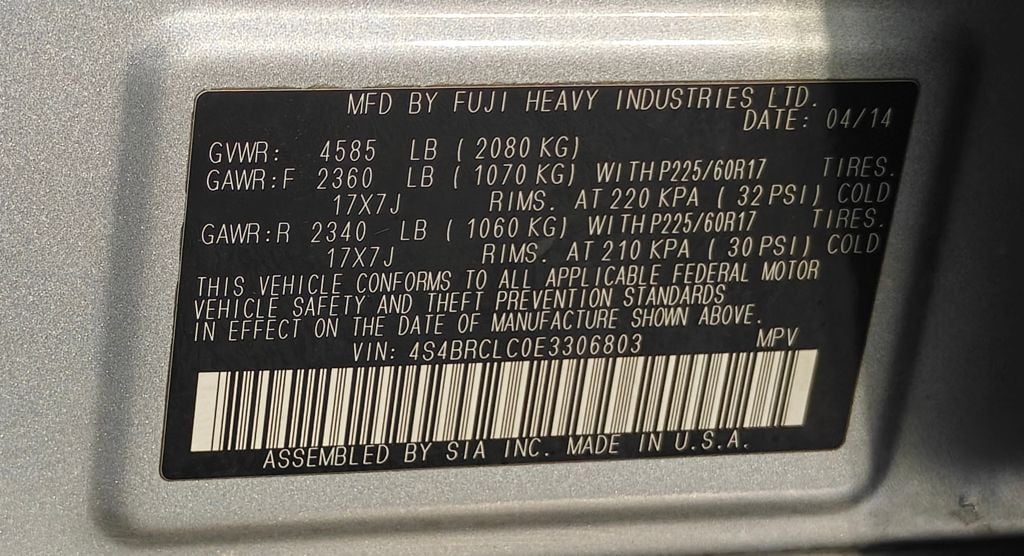 MFD BY FUJI HEAVY INDUSTRIES LTD.
DATE: 04/14
GVWR: 4585 LB ( 2080 KG)
GAWR:F 2360 LB ( 1070 KG) WITH P225/60R17 TIRES.
17X7J RIMS. AT 220 KPA ( 32 PSI) COLD
GAWR:R 2340 LB ( 1060 KG) WITH P225/60R17 TIRES.
17X7J RIMS. AT 210 KPA ( 30 PSI) COLD
THIS VEHICLE CONFORMS TO ALL APPLICABLE FEDERAL MOTOR
VEHICLE SAFETY AND THEFT PREVENTION STANDARDS
IN EFFECT ON THE DATE OF MANUFACTURE SHOWN ABOVE.
VIN: 4S4BRCLC0E3306803 MPV
ASSEMBLED BY SIA INC. MADE IN U.S.A.